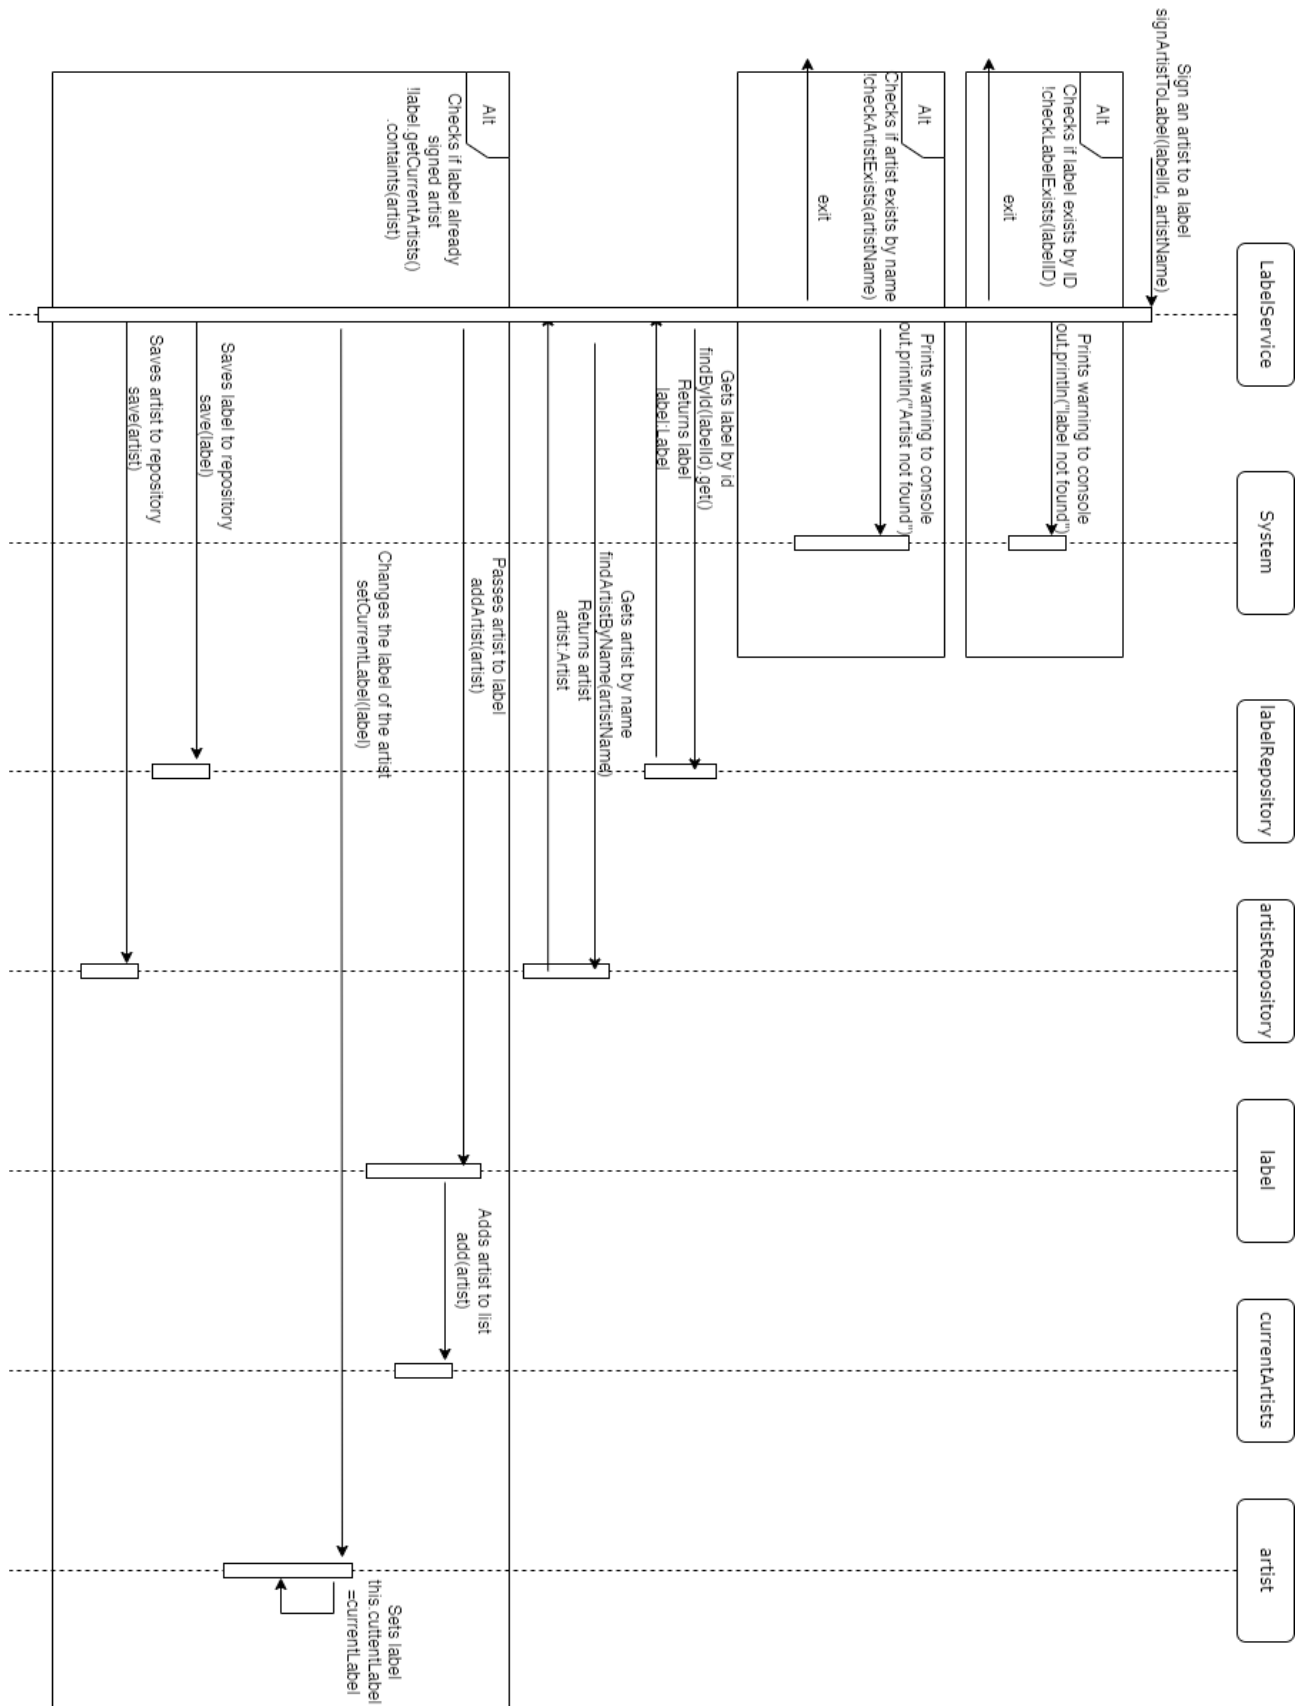 LabelService
System
labelRepository
artistRepository
label
currentArtists
artist
Sign an artist to a label
signArtistToLabel(labelId, artistName)
Alt
Checks if label exists by ID
!checkLabelExists(labelID)
Prints warning to console
out.println("label not found")
exit
Alt
Checks if artist exists by name
!checkArtistExists(artistName)
Prints warning to console
out.println("Artist not found")
exit
Gets label by id
findById(labelId).get()
Returns label
label:Label
Gets artist by name
findArtistByName(artistName)
Returns artist
artist:Artist
Alt
Checks if label already
signed artist
!label.getCurrentArtists()
.containts(artist)
Passes artist to label
addArtist(artist)
Adds artist to list
add(artist)
Changes the label of the artist
setCurrentLabel(label)
Sets label
this.cuttentLabel
=currentLabel
Saves label to repository
save(label)
Saves artist to repository
save(artist)